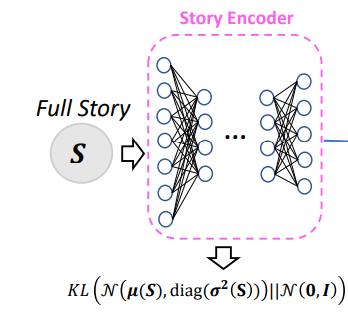 Story Encoder
Full Story
S
...
KL(𝒩(μ(S), diag(σ²(S)))||𝒩(0, I))